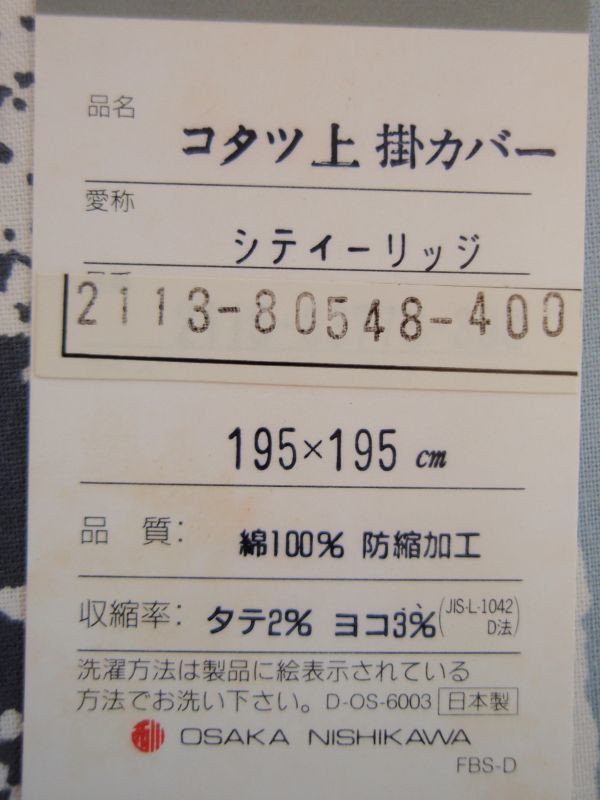 品名
コタツ上掛カバー
愛称
シティーリッジ
2113-80548-400
195×195 cm
品 質: 綿100% 防縮加工
収縮率: タテ2% ヨコ3% (JIS-L-1042 D法)
洗濯方法は製品に絵表示されている
方法でお洗い下さい。D-OS-6003 日本製
西川 OSAKA NISHIKAWA
FBS-D